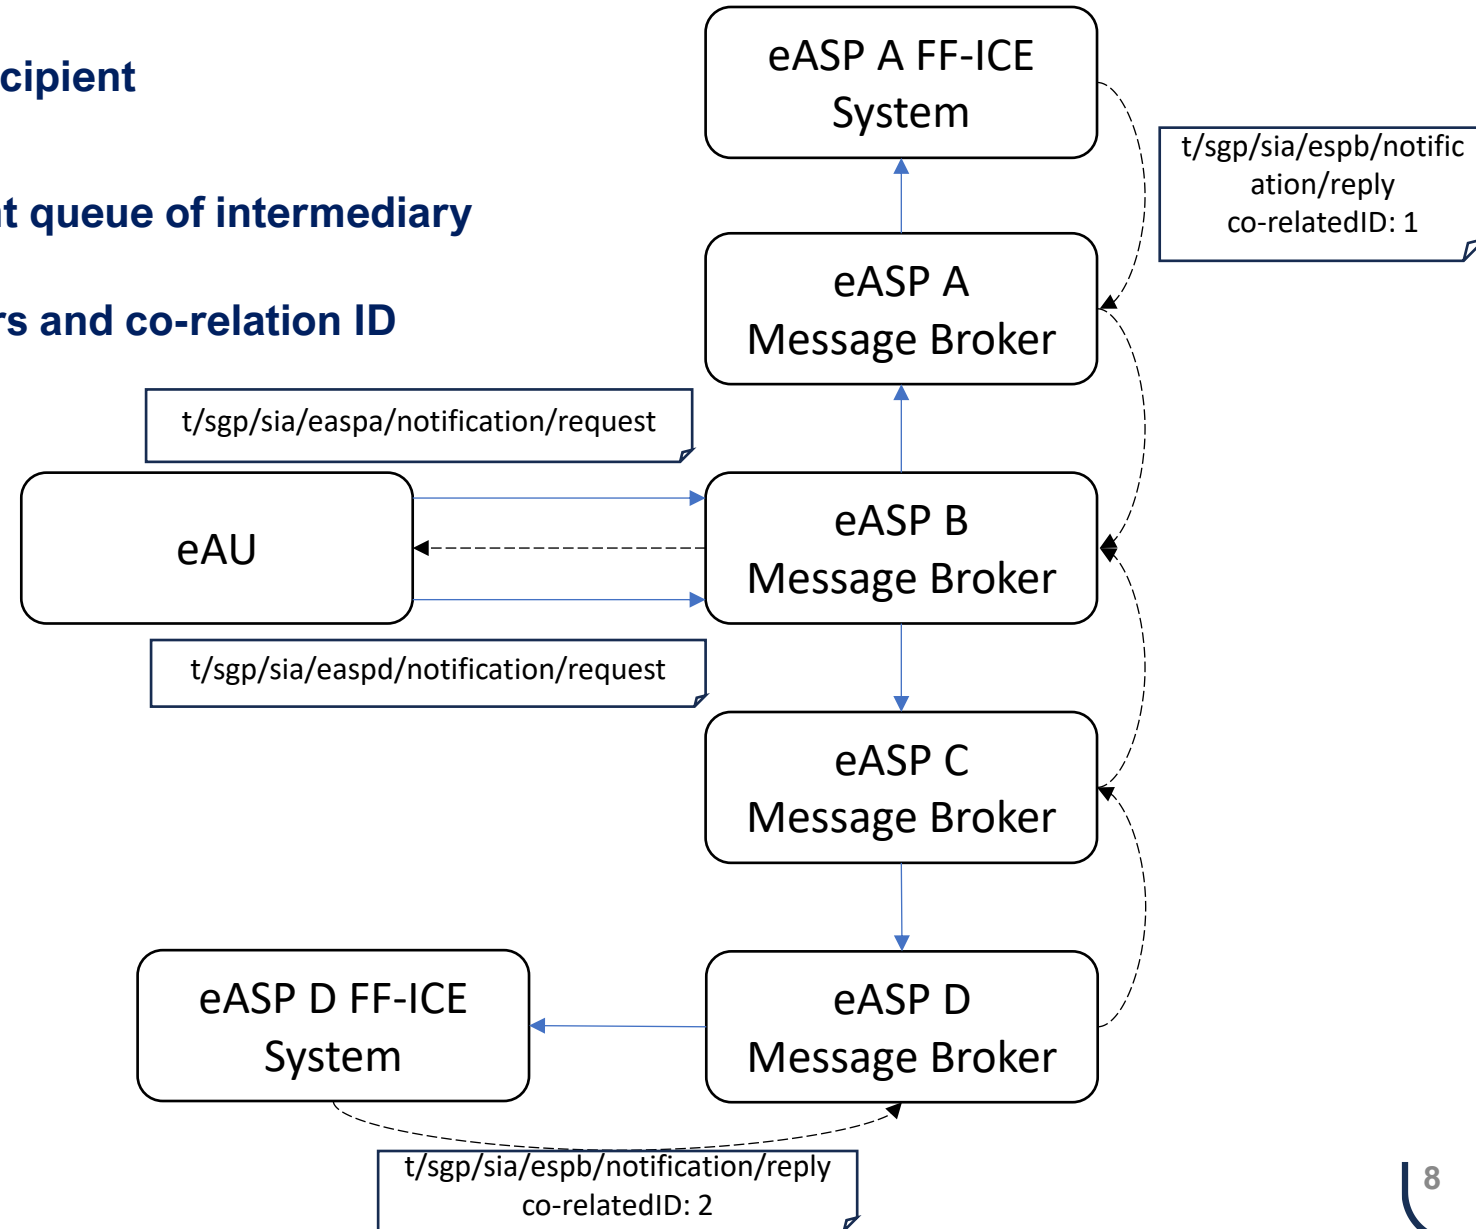 cipient
t queue of intermediary
rs and co-relation ID
eASP A FF-ICE
System
t/sgp/sia/espb/notific
ation/reply
co-relatedID: 1
eASP A
Message Broker
t/sgp/sia/easpa/notification/request
eAU
eASP B
Message Broker
t/sgp/sia/easpd/notification/request
eASP C
Message Broker
eASP D FF-ICE
System
eASP D
Message Broker
t/sgp/sia/espb/notification/reply
co-relatedID: 2
8